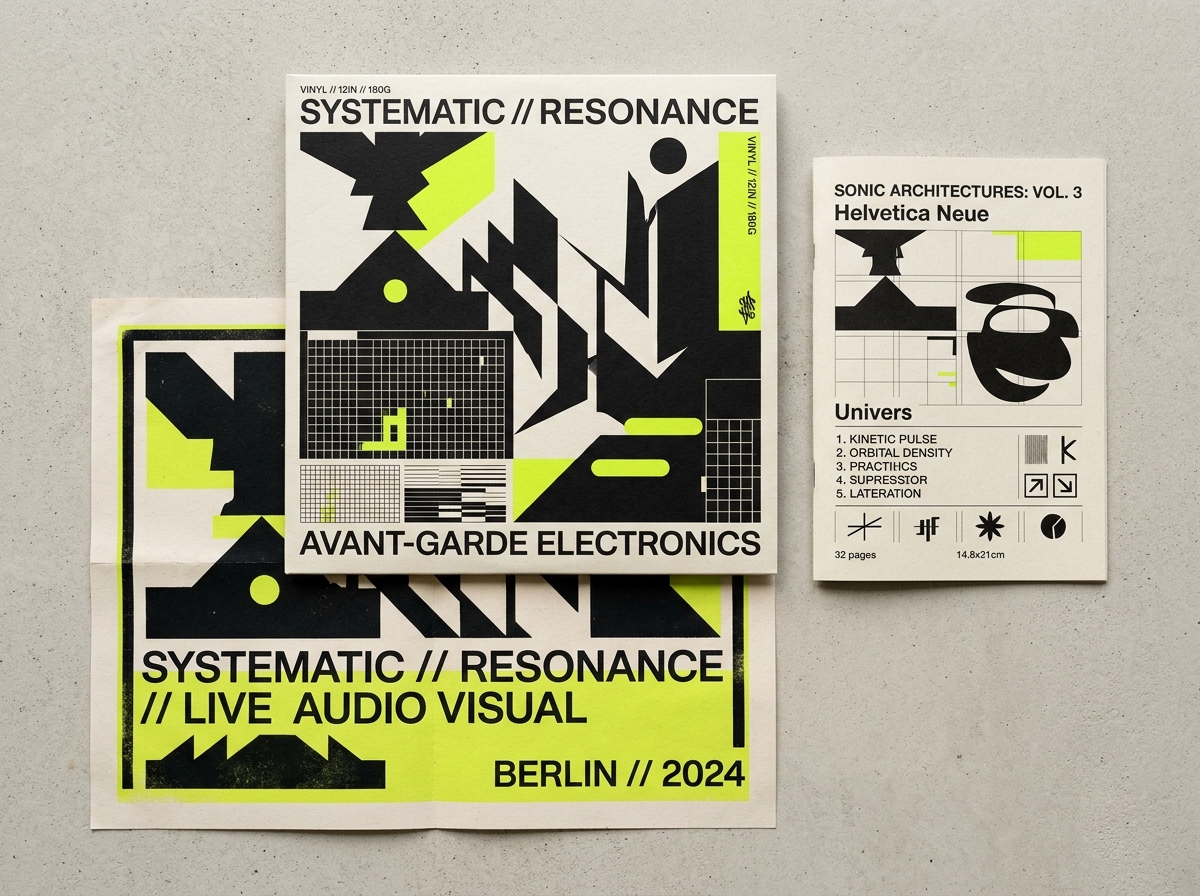 VINYL // 12IN // 180G
SYSTEMATIC // RESONANCE
VINYL // 12IN // 180G
AVANT-GARDE ELECTRONICS
SYSTEMATIC // RESONANCE
// LIVE AUDIO VISUAL
BERLIN // 2024
SONIC ARCHITECTURES: VOL. 3
Helvetica Neue
Univers
1. KINETIC PULSE
2. ORBITAL DENSITY
3. PRACTIHCS
4. SUPRESSTOR
5. LATERATION
K
32 pages
14.8x21cm